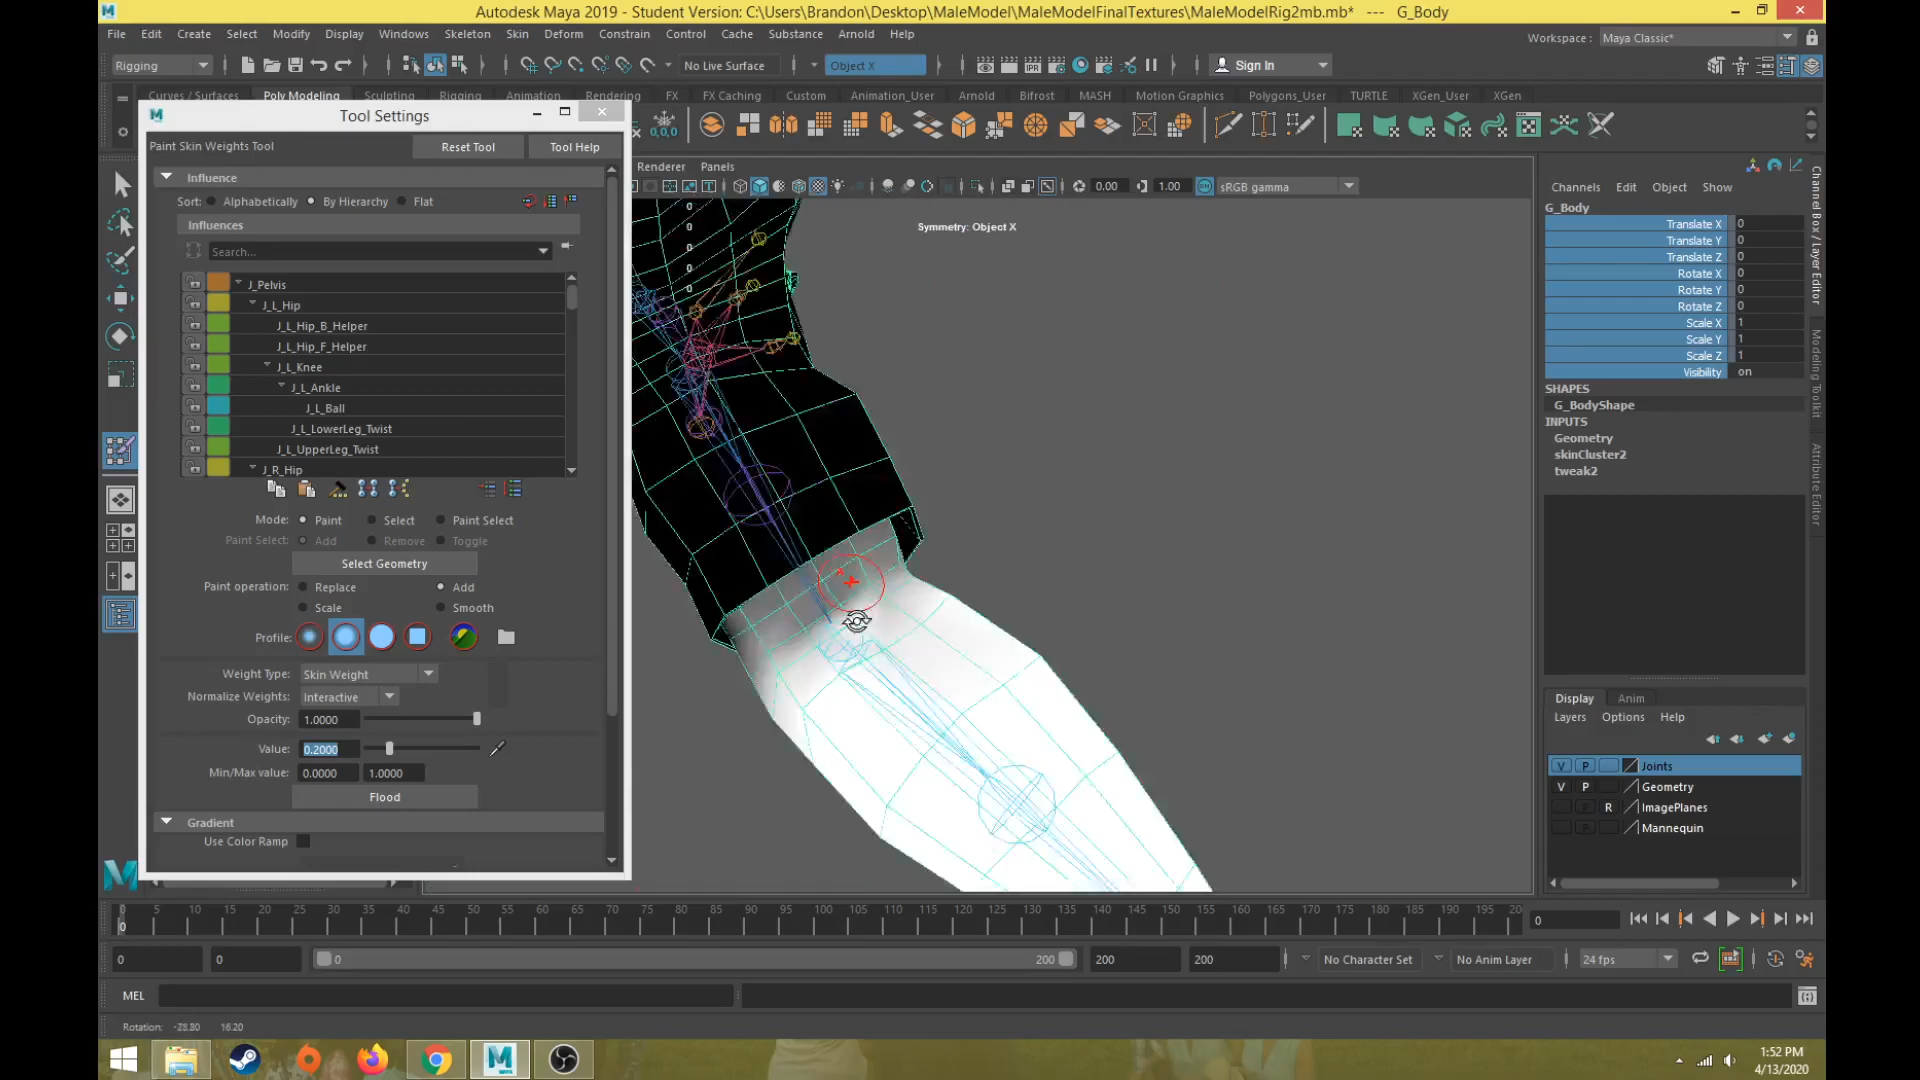 Autodesk Maya 2019 - Student Version: C:\Users\Brandon\Desktop\MaleModel\MaleModelFinalTextures\MaleModelRig2mb.mb* --- G_Body
File Edit Create Select Modify Display Windows Skeleton Skin Deform Constrain Control Cache Substance Arnold Help
Workspace : Maya Classic*
Rigging No Live Surface Object X Sign In
Curves / Surfaces Poly Modeling Sculpting Rigging Animation Rendering FX FX Caching Custom Animation_User Arnold Bifrost MASH Motion Graphics Polygons_User TURTLE XGen_User XGen
Tool Settings
Paint Skin Weights Tool Reset Tool Tool Help
Influence
Sort: Alphabetically By Hierarchy Flat
Influences
Search...
J_Pelvis
J_L_Hip
J_L_Hip_B_Helper
J_L_Hip_F_Helper
J_L_Knee
J_L_Ankle
J_L_Ball
J_L_LowerLeg_Twist
J_L_UpperLeg_Twist
J_R_Hip
Mode: Paint Select Paint Select
Paint Select: Add Remove Toggle
Select Geometry
Paint operation: Replace Add
Scale Smooth
Profile:
Weight Type: Skin Weight
Normalize Weights: Interactive
Opacity: 1.0000
Value: 0.2000
Min/Max value: 0.0000 1.0000
Flood
Gradient
Use Color Ramp
Renderer Panels
0.00 1.00 sRGB gamma
0
0
0
0
0
Symmetry: Object X
Channels Edit Object Show
G_Body
Translate X 0
Translate Y 0
Translate Z 0
Rotate X 0
Rotate Y 0
Rotate Z 0
Scale X 1
Scale Y 1
Scale Z 1
Visibility on
SHAPES
G_BodyShape
INPUTS
Geometry
skinCluster2
tweak2
Channel Box / Layer Editor
Modeling Toolkit
Attribute Editor
Display Anim
Layers Options Help
V P Joints
V P Geometry
P R ImagePlanes
P Mannequin
0 5 10 15 20 25 30 35 40 45 50 55 60 65 70 75 80 85 90 95 100 105 110 115 120 125 130 135 140 145 150 155 160 165 170 175 180 185 190 195 20
0 0
0 0 0 200 200 200 No Character Set No Anim Layer 24 fps
MEL
Rotation: -28.80 16.20
1:52 PM
4/13/2020